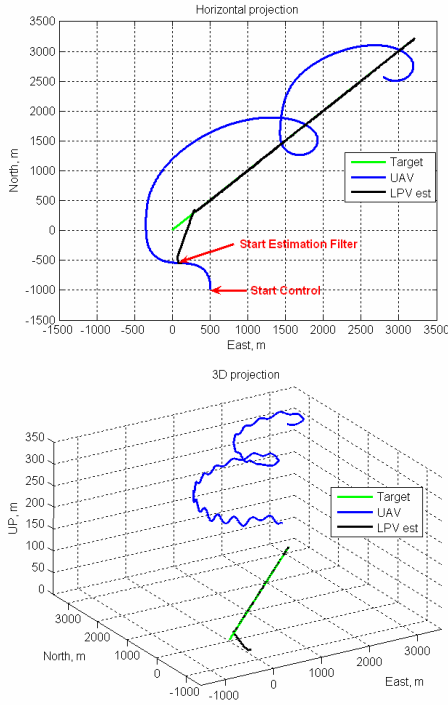 Horizontal projection
3500
3000
2500
2000
1500
1000
500
0
-500
-1000
-1500
North, m
Target
UAV
LPV est
Start Estimation Filter
Start Control
-1500 -1000 -500 0 500 1000 1500 2000 2500 3000 3500
East, m
3D projection
350
300
250
200
150
100
50
0
UP, m
Target
UAV
LPV est
3000
2000
1000
0
-1000
North, m
-1000
0
1000
2000
3000
East, m